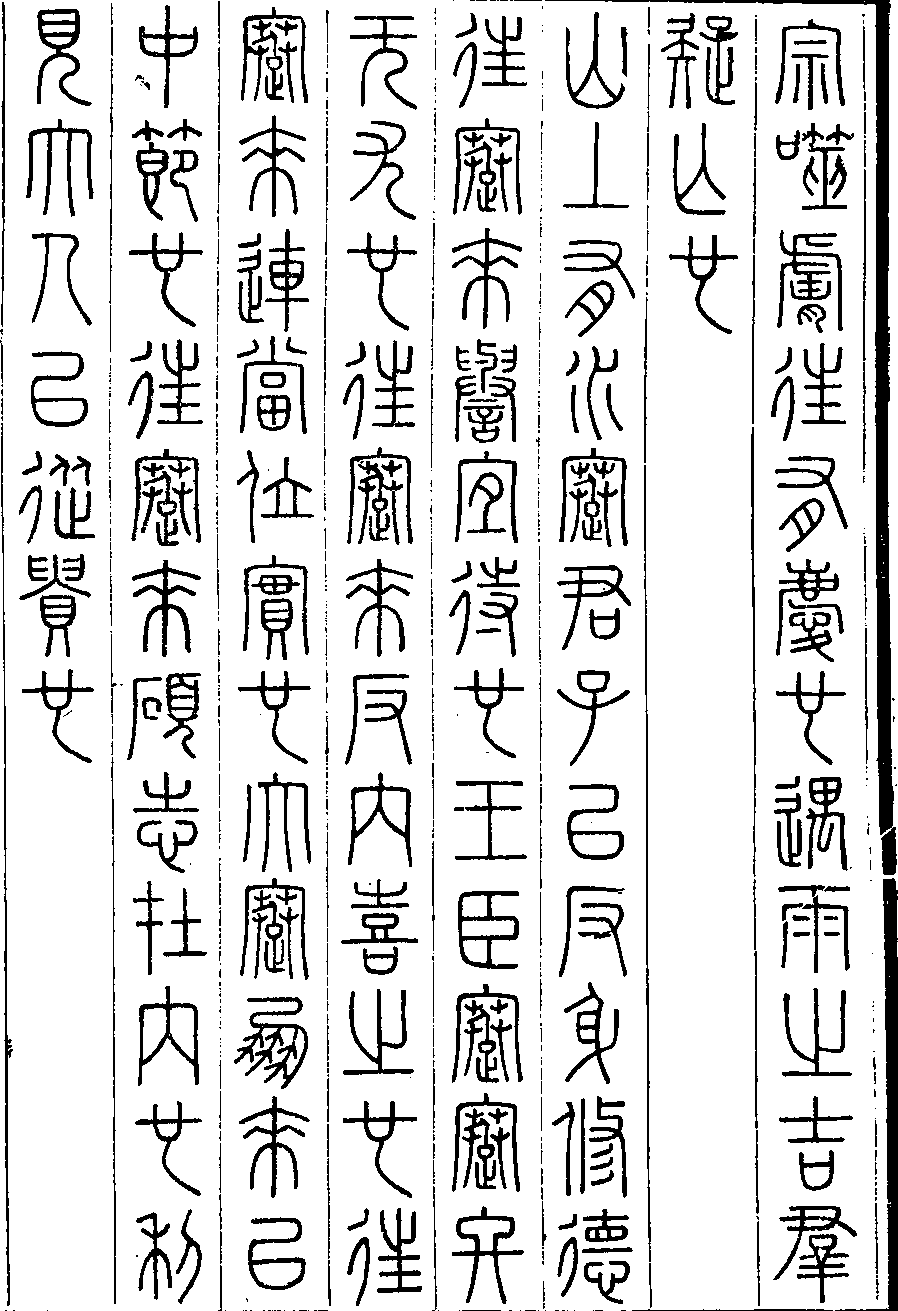 宗噬膚往有慶也遇雨之吉羣
疑亡也
山上有水蹇君子以反身修德
往蹇來譽宜待也王臣蹇蹇終
无尤也往蹇來反內喜之也往
蹇來連當位實也大蹇朋來以
中節也往蹇來碩志在內也利
見大人以從貴也